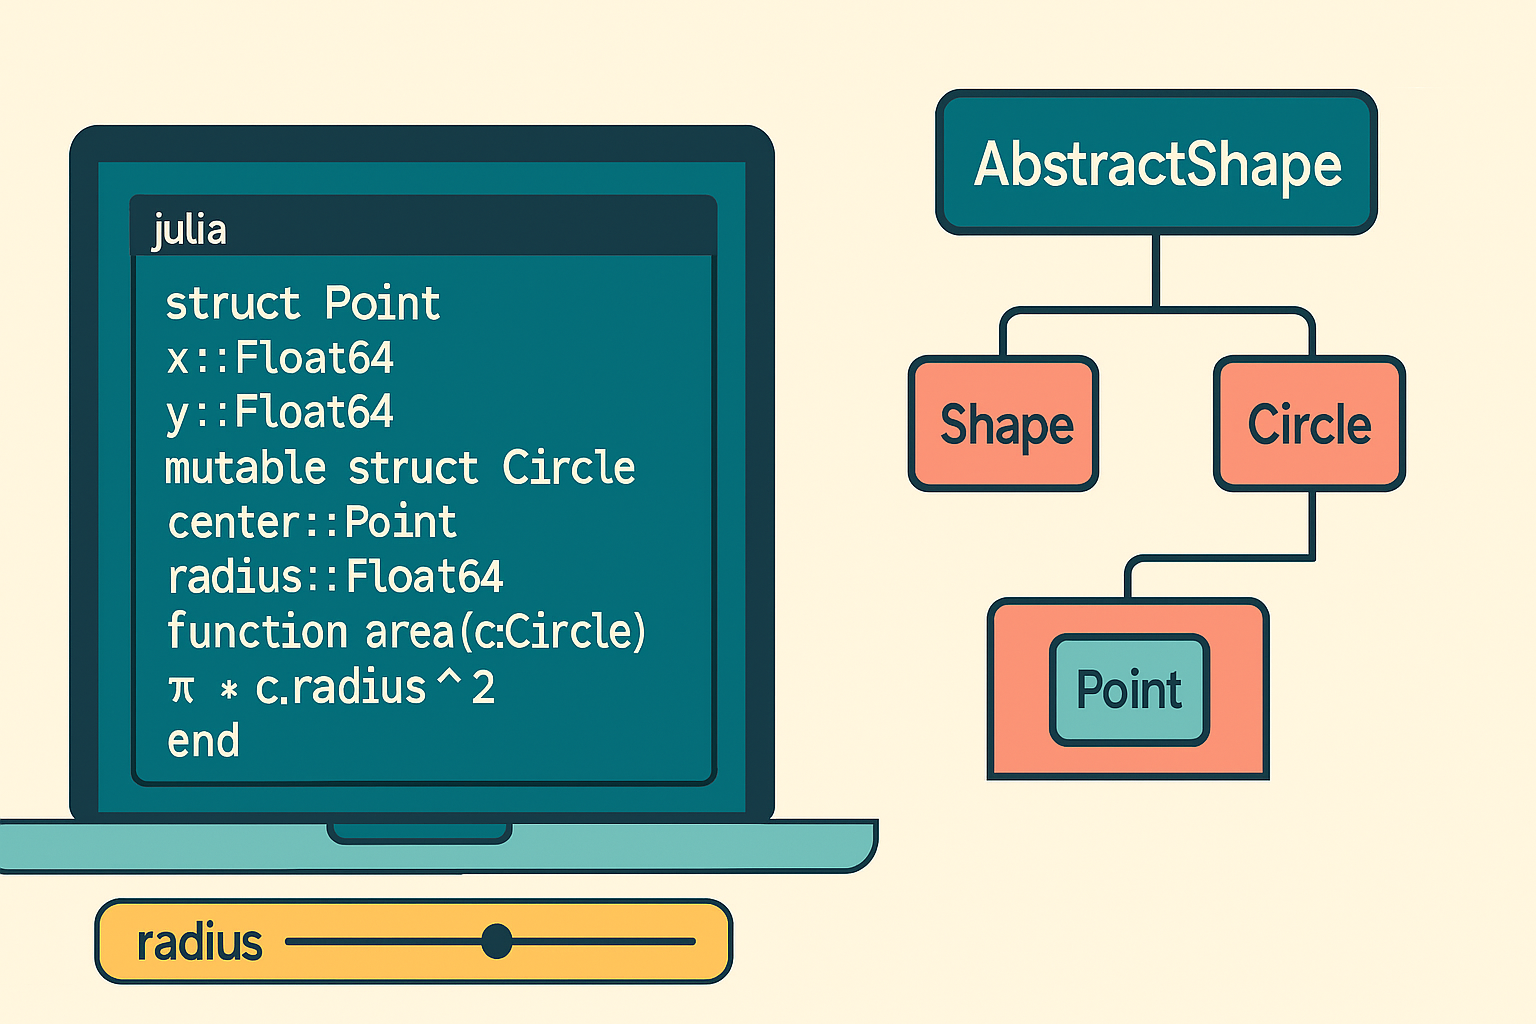 julia
struct Point
x::Float64
y::Float64
mutable struct Circle
center::Point
radius::Float64
function area(c:Circle)
π * c.radius^2
end
radius
AbstractShape
Shape
Circle
Point